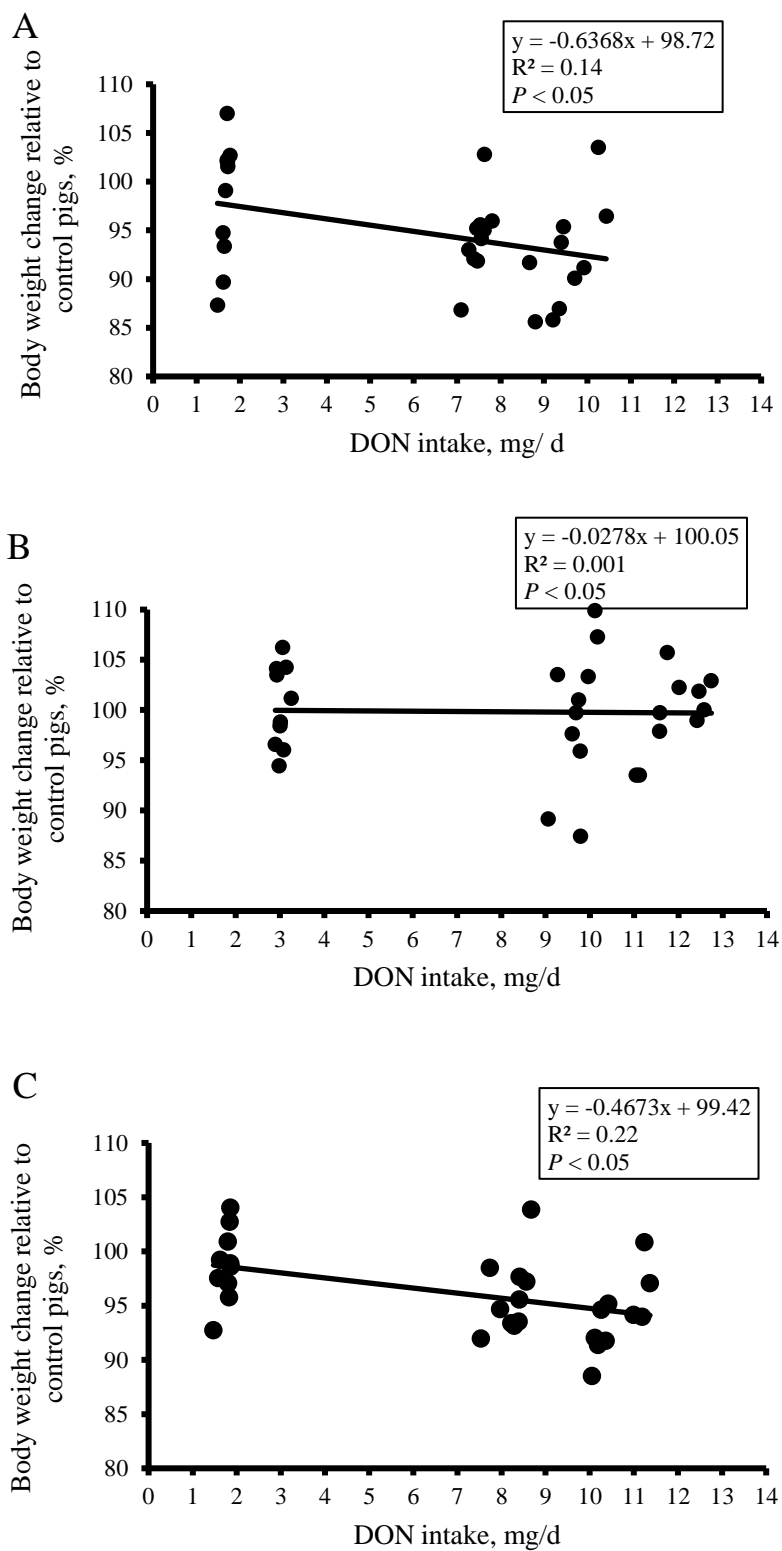 A
y = -0.6368x + 98.72
R² = 0.14
P < 0.05
Body weight change relative to
control pigs, %
110
105
100
95
90
85
80
0 1 2 3 4 5 6 7 8 9 10 11 12 13 14
DON intake, mg/ d
B
y = -0.0278x + 100.05
R² = 0.001
P < 0.05
Body weight change relative to
control pigs, %
110
105
100
95
90
85
80
0 1 2 3 4 5 6 7 8 9 10 11 12 13 14
DON intake, mg/d
C
y = -0.4673x + 99.42
R² = 0.22
P < 0.05
Body weight change relative to
control pigs, %
110
105
100
95
90
85
80
0 1 2 3 4 5 6 7 8 9 10 11 12 13 14
DON intake, mg/d